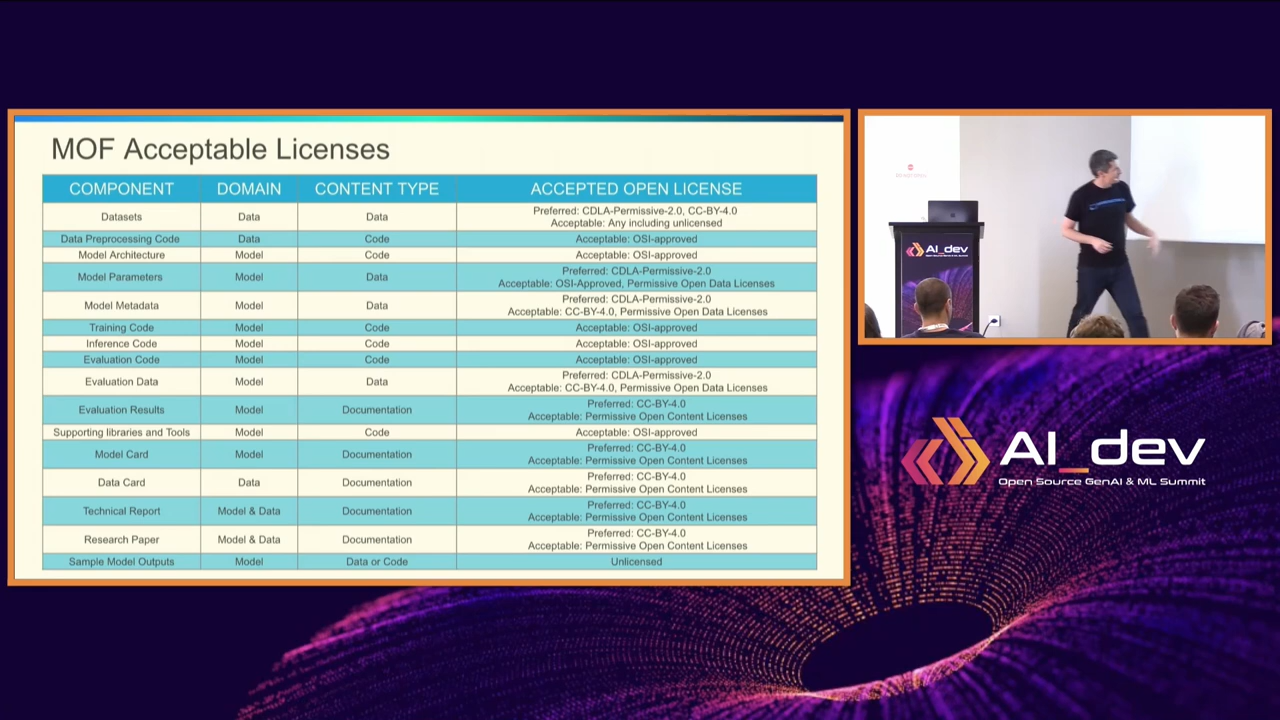 MOF Acceptable Licenses
COMPONENT DOMAIN CONTENT TYPE ACCEPTED OPEN LICENSE
Datasets Data Data Preferred: CDLA-Permissive-2.0, CC-BY-4.0
Acceptable: Any including unlicensed
Data Preprocessing Code Data Code Acceptable: OSI-approved
Model Architecture Model Code Acceptable: OSI-approved
Model Parameters Model Data Preferred: CDLA-Permissive-2.0
Acceptable: OSI-Approved, Permissive Open Data Licenses
Model Metadata Model Data Preferred: CDLA-Permissive-2.0
Acceptable: CC-BY-4.0, Permissive Open Data Licenses
Training Code Model Code Acceptable: OSI-approved
Inference Code Model Code Acceptable: OSI-approved
Evaluation Code Model Code Acceptable: OSI-approved
Evaluation Data Model Data Preferred: CDLA-Permissive-2.0
Acceptable: CC-BY-4.0, Permissive Open Data Licenses
Evaluation Results Model Documentation Preferred: CC-BY-4.0
Acceptable: Permissive Open Content Licenses
Supporting libraries and Tools Model Code Acceptable: OSI-approved
Model Card Model Documentation Preferred: CC-BY-4.0
Acceptable: Permissive Open Content Licenses
Data Card Data Documentation Preferred: CC-BY-4.0
Acceptable: Permissive Open Content Licenses
Technical Report Model & Data Documentation Preferred: CC-BY-4.0
Acceptable: Permissive Open Content Licenses
Research Paper Model & Data Documentation Preferred: CC-BY-4.0
Acceptable: Permissive Open Content Licenses
Sample Model Outputs Model Data or Code Unlicensed
AI_dev
Open Source GenAI & ML Summit
AI_dev
Open Source GenAI & ML Summit